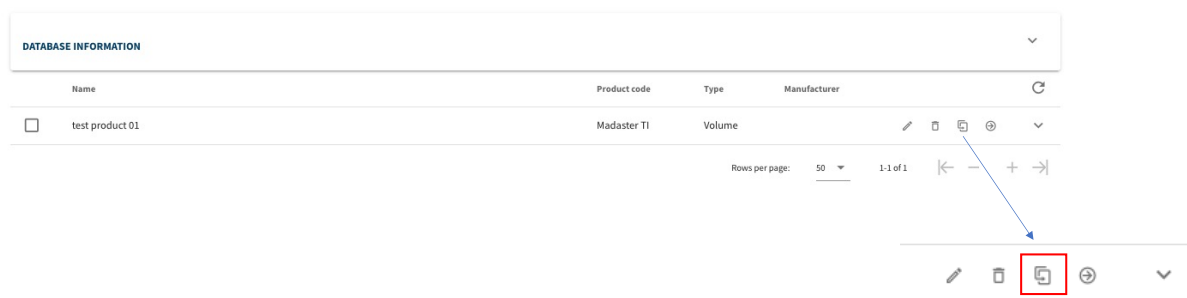 DATABASE INFORMATION
Name Product code Type Manufacturer
test product 01 Madaster TI Volume
Rows per page: 50 1-1 of 1